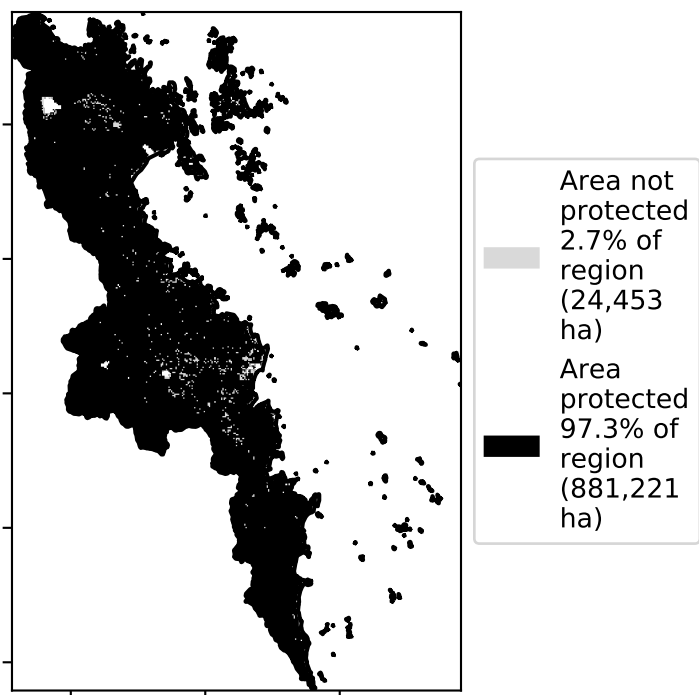 Area not
protected
2.7% of
region
(24,453
ha)
Area
protected
97.3% of
region
(881,221
ha)